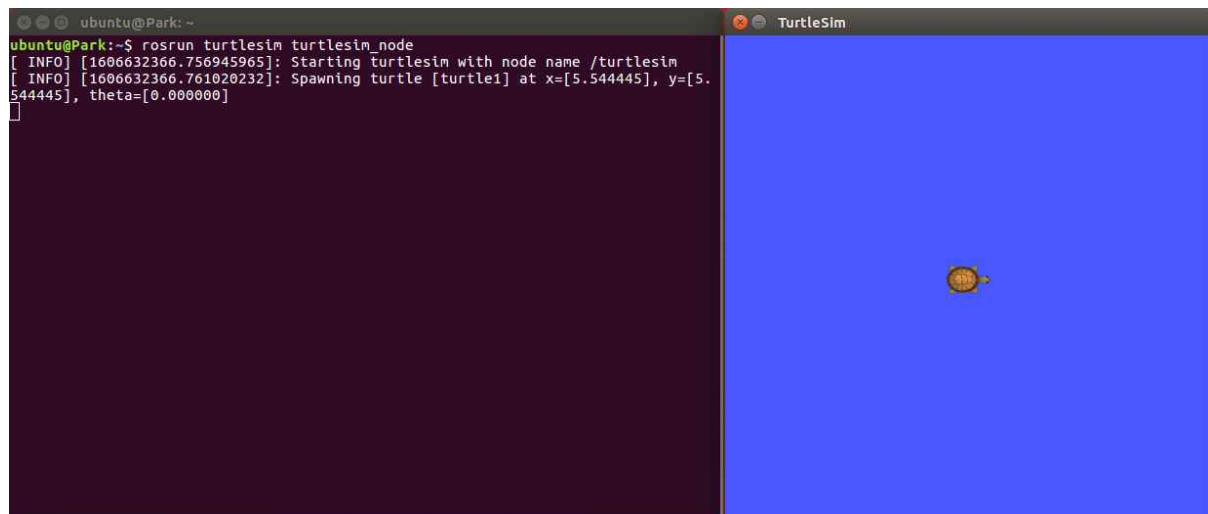 ubuntu@Park: ~
ubuntu@Park:~$ rosrun turtlesim turtlesim_node
[ INFO] [1606632366.756945965]: Starting turtlesim with node name /turtlesim
[ INFO] [1606632366.761020232]: Spawning turtle [turtle1] at x=[5.544445], y=[5.
544445], theta=[0.000000]
TurtleSim